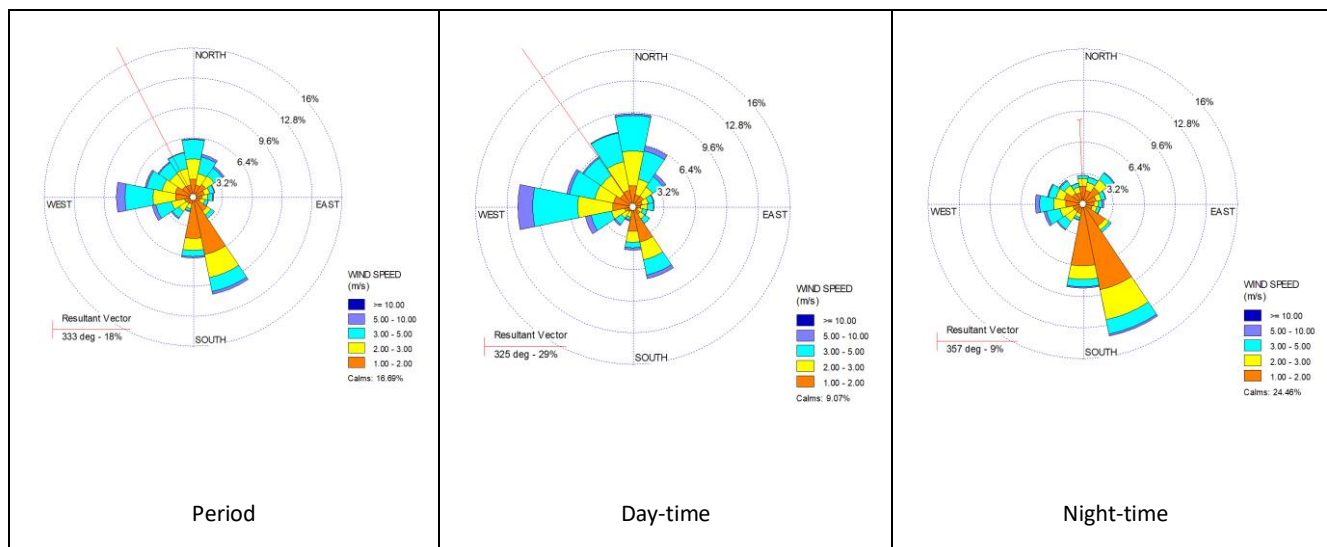 NORTH
16%
12.8%
9.6%
6.4%
3.2%
WEST
EAST
SOUTH
WIND SPEED
(m/s)
>= 10.00
5.00 - 10.00
3.00 - 5.00
2.00 - 3.00
1.00 - 2.00
Calms: 16.69%
Resultant Vector
333 deg - 18%
Period
NORTH
16%
12.8%
9.6%
6.4%
3.2%
WEST
EAST
SOUTH
WIND SPEED
(m/s)
>= 10.00
5.00 - 10.00
3.00 - 5.00
2.00 - 3.00
1.00 - 2.00
Calms: 9.07%
Resultant Vector
325 deg - 29%
Day-time
NORTH
16%
12.8%
9.6%
6.4%
3.2%
WEST
EAST
SOUTH
WIND SPEED
(m/s)
>= 10.00
5.00 - 10.00
3.00 - 5.00
2.00 - 3.00
1.00 - 2.00
Calms: 24.46%
Resultant Vector
357 deg - 9%
Night-time